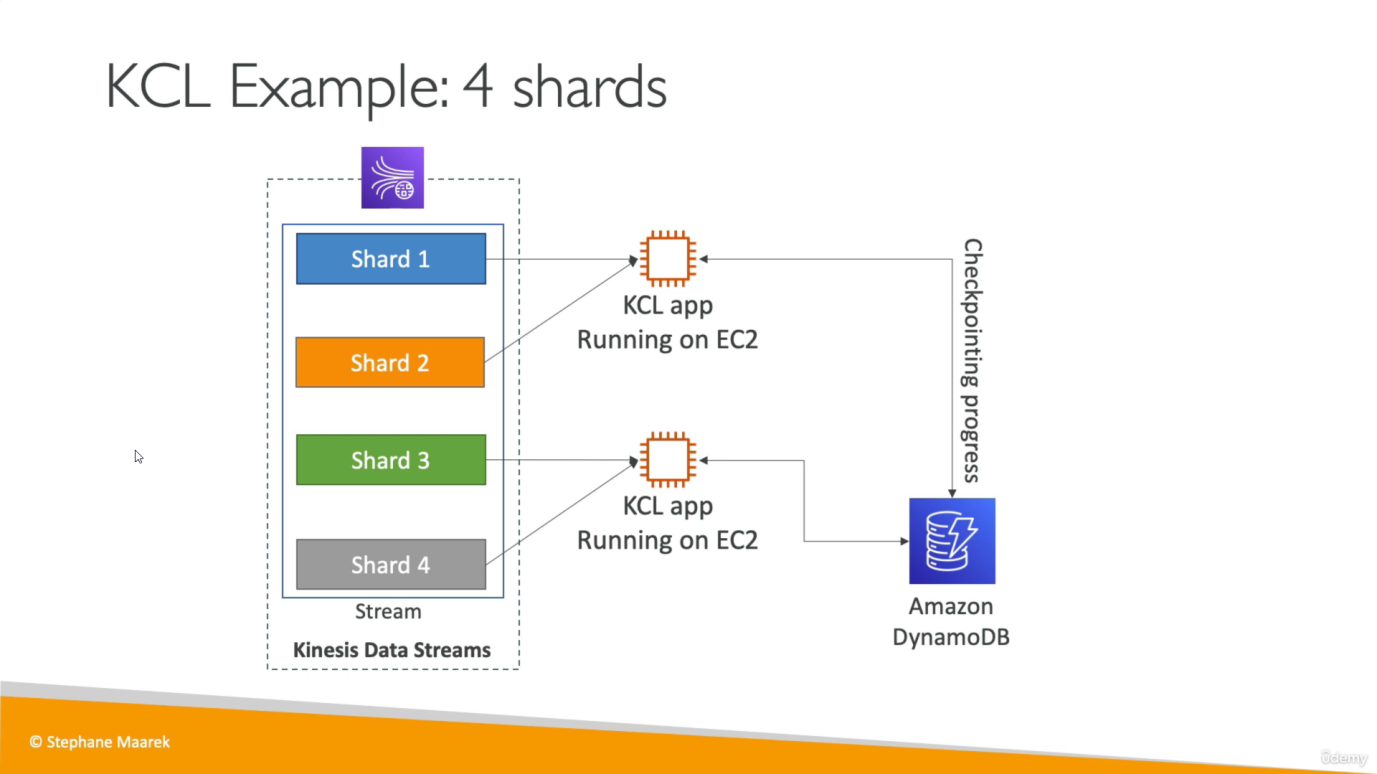 KCL Example: 4 shards
Shard 1
Shard 2
Shard 3
Shard 4
Stream
Kinesis Data Streams
KCL app
Running on EC2
KCL app
Running on EC2
Checkpointing progress
Amazon
DynamoDB
© Stephane Maarek
ûdemy